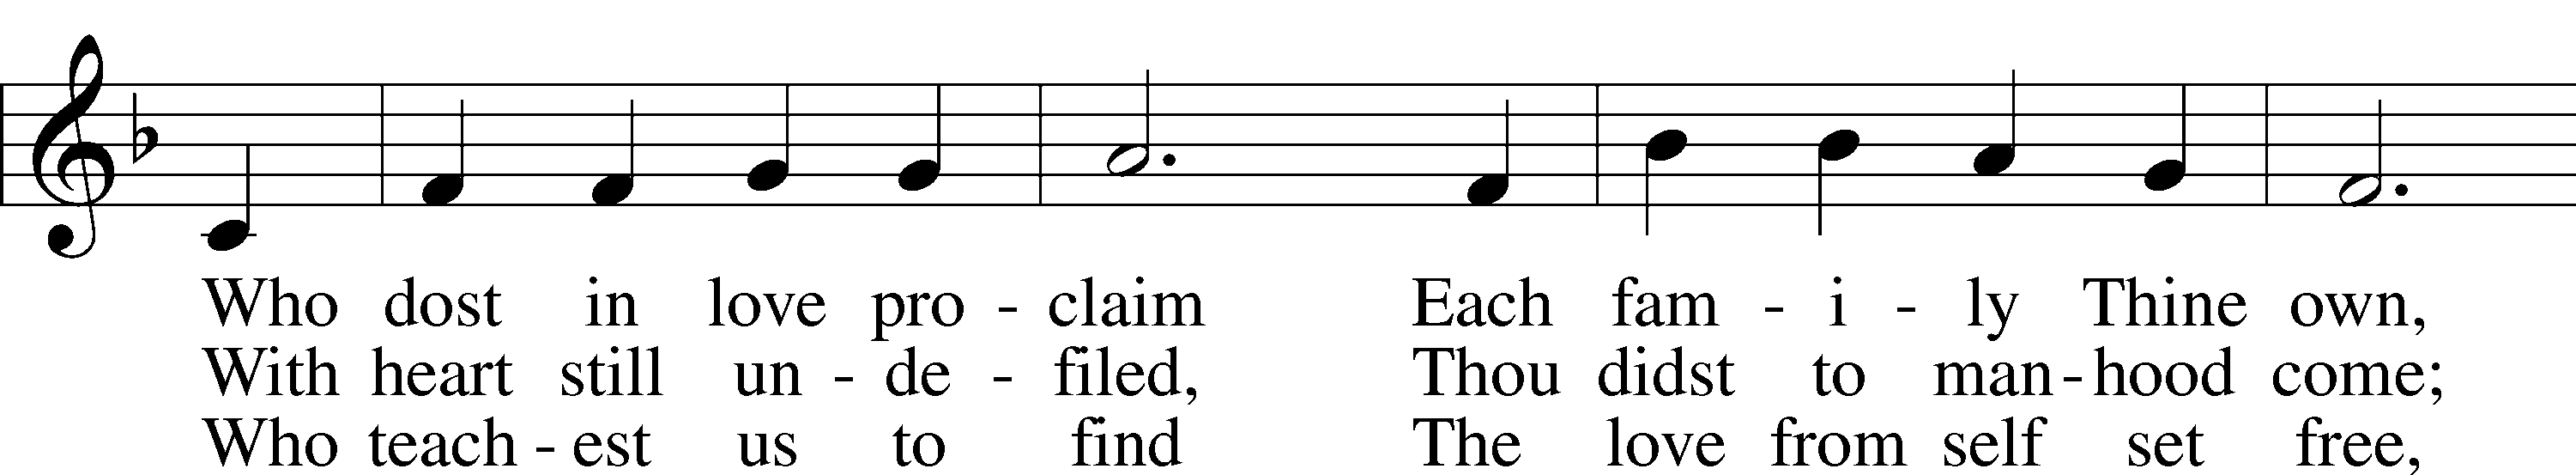 Who dost in love pro - claim Each fam - i - ly Thine own,
With heart still un - de - filed, Thou didst to man - hood come;
Who teach - est us to find The love from self set free,